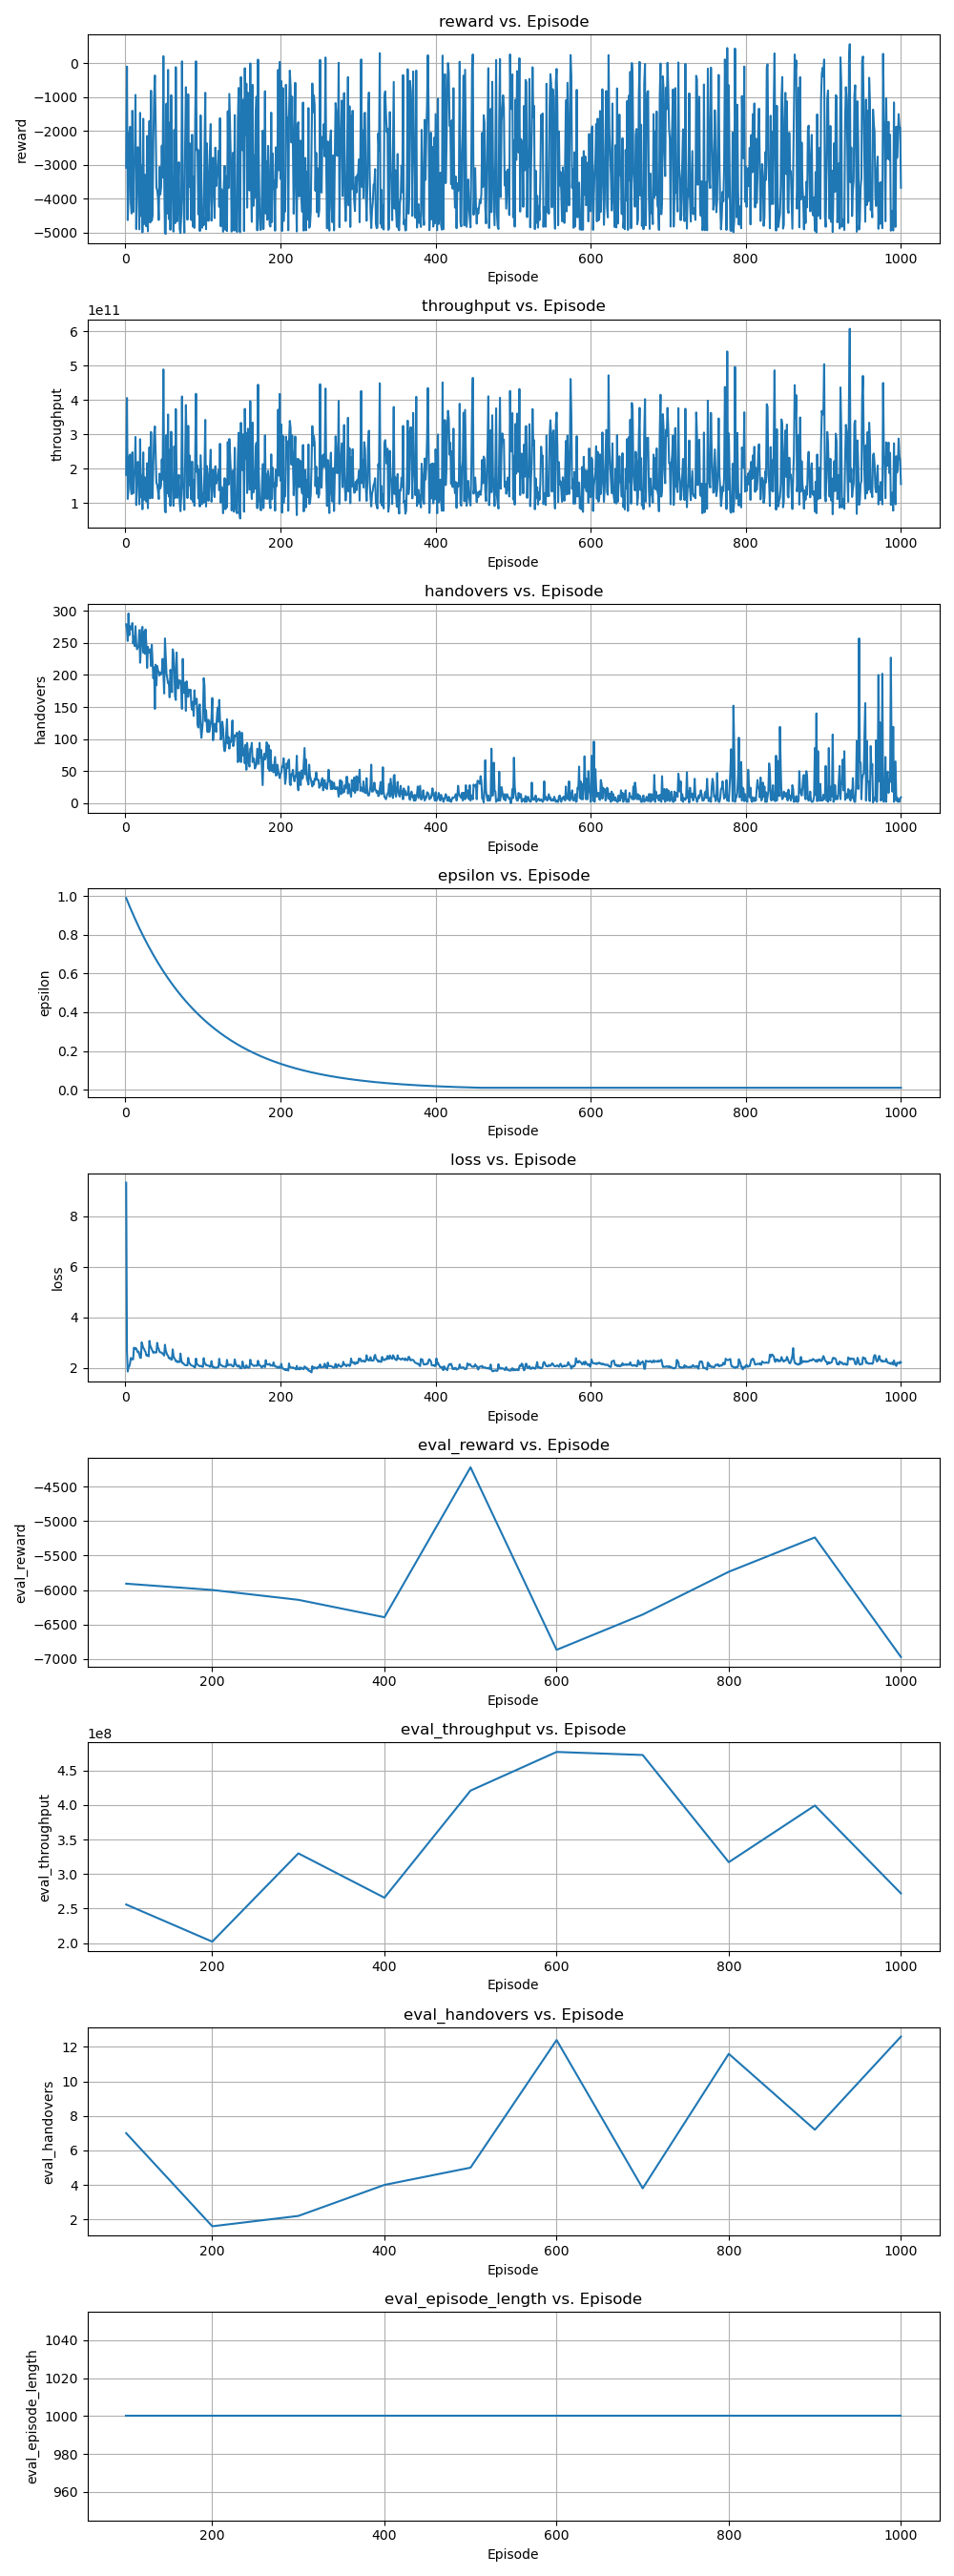 reward vs. Episode
0
−1000
−2000
−3000
−4000
−5000
reward
0 200 400 600 800 1000
Episode
throughput vs. Episode
1e11
6
5
4
3
2
1
throughput
0 200 400 600 800 1000
Episode
handovers vs. Episode
300
250
200
150
100
50
0
handovers
0 200 400 600 800 1000
Episode
epsilon vs. Episode
1.0
0.8
0.6
0.4
0.2
0.0
epsilon
0 200 400 600 800 1000
Episode
loss vs. Episode
8
6
4
2
loss
0 200 400 600 800 1000
Episode
eval_reward vs. Episode
−4500
−5000
−5500
−6000
−6500
−7000
eval_reward
200 400 600 800 1000
Episode
eval_throughput vs. Episode
1e8
4.5
4.0
3.5
3.0
2.5
2.0
eval_throughput
200 400 600 800 1000
Episode
eval_handovers vs. Episode
12
10
8
6
4
2
eval_handovers
200 400 600 800 1000
Episode
eval_episode_length vs. Episode
1040
1020
1000
980
960
eval_episode_length
200 400 600 800 1000
Episode